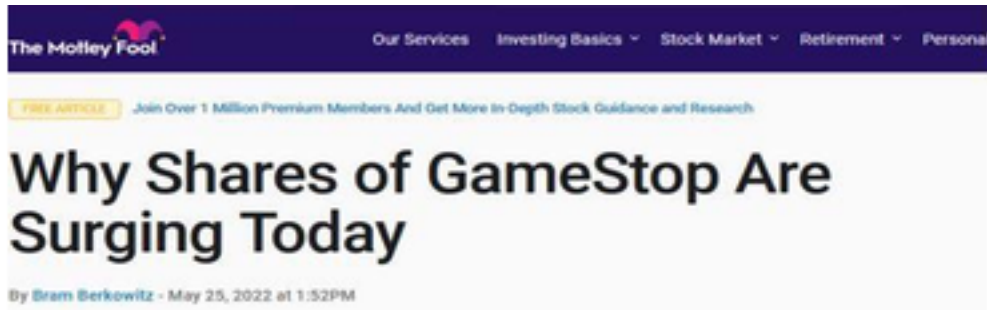 The Motley Fool
Our Services Investing Basics Stock Market Retirement Persona
FREE ARTICLE Join Over 1 Million Premium Members And Get More In-Depth Stock Guidance and Research
Why Shares of GameStop Are
Surging Today
By Bram Berkowitz - May 25, 2022 at 1:52PM